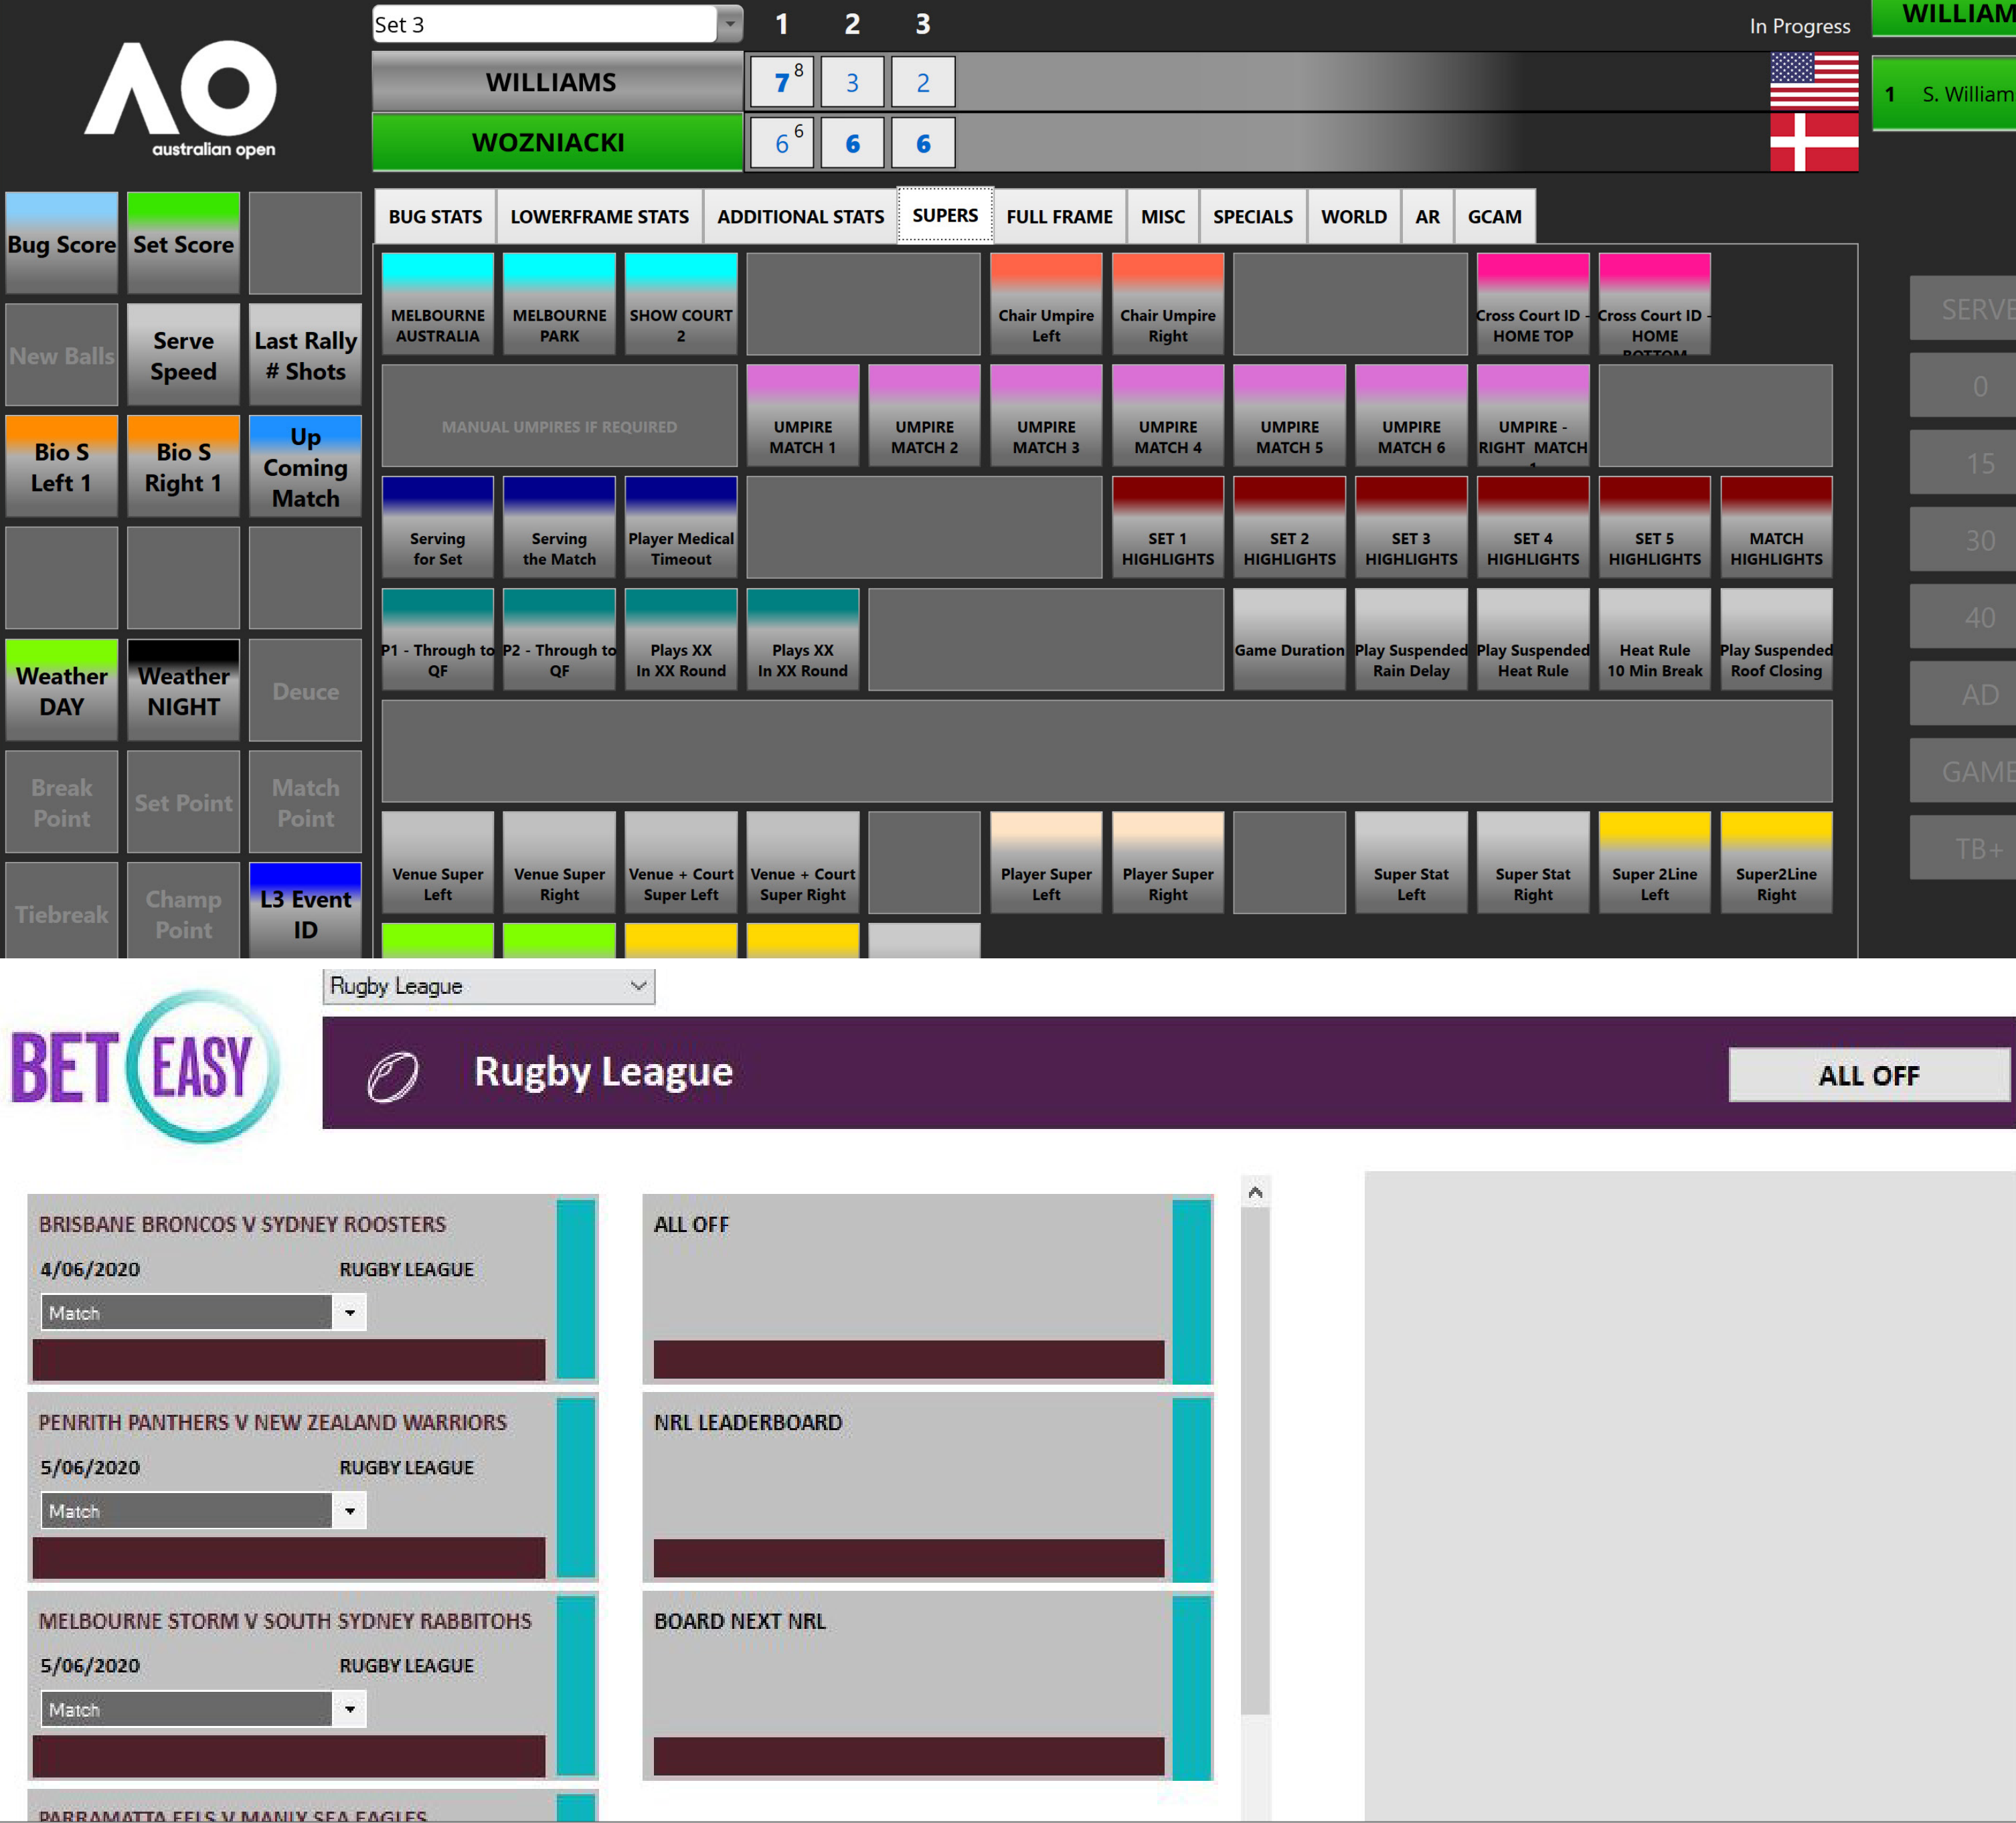 Set 3
1 2 3
In Progress
WILLIAM
AO
australian open
WILLIAMS 7 8 3 2
1 S. William
WOZNIACKI 6 6 6 6
BUG STATS LOWERFRAME STATS ADDITIONAL STATS SUPERS FULL FRAME MISC SPECIALS WORLD AR GCAM
Bug Score
Set Score
New Balls
Serve
Speed
Last Rally
# Shots
Bio S
Left 1
Bio S
Right 1
Up
Coming
Match
Weather
DAY
Weather
NIGHT
Deuce
Break
Point
Set Point
Match
Point
Tiebreak
Champ
Point
L3 Event
ID
MELBOURNE
AUSTRALIA
MELBOURNE
PARK
SHOW COURT
2
Chair Umpire
Left
Chair Umpire
Right
Cross Court ID -
HOME TOP
Cross Court ID -
HOME
BOTTOM
MANUAL UMPIRES IF REQUIRED
UMPIRE
MATCH 1
UMPIRE
MATCH 2
UMPIRE
MATCH 3
UMPIRE
MATCH 4
UMPIRE
MATCH 5
UMPIRE
MATCH 6
UMPIRE -
RIGHT MATCH
Serving
for Set
Serving
the Match
Player Medical
Timeout
SET 1
HIGHLIGHTS
SET 2
HIGHLIGHTS
SET 3
HIGHLIGHTS
SET 4
HIGHLIGHTS
SET 5
HIGHLIGHTS
MATCH
HIGHLIGHTS
P1 - Through to
QF
P2 - Through to
QF
Plays XX
In XX Round
Plays XX
In XX Round
Game Duration
Play Suspended
Rain Delay
Play Suspended
Heat Rule
Heat Rule
10 Min Break
Play Suspended
Roof Closing
Venue Super
Left
Venue Super
Right
Venue + Court
Super Left
Venue + Court
Super Right
Player Super
Left
Player Super
Right
Super Stat
Left
Super Stat
Right
Super 2Line
Left
Super2Line
Right
SERVE
0
15
30
40
AD
GAME
TB+
Rugby League
BET EASY
Rugby League
ALL OFF
BRISBANE BRONCOS V SYDNEY ROOSTERS
4/06/2020 RUGBY LEAGUE
Match
PENRITH PANTHERS V NEW ZEALAND WARRIORS
5/06/2020 RUGBY LEAGUE
Match
MELBOURNE STORM V SOUTH SYDNEY RABBITOHS
5/06/2020 RUGBY LEAGUE
Match
PARRAMATTA EELS V MANLY SEA EAGLES
ALL OFF
NRL LEADERBOARD
BOARD NEXT NRL